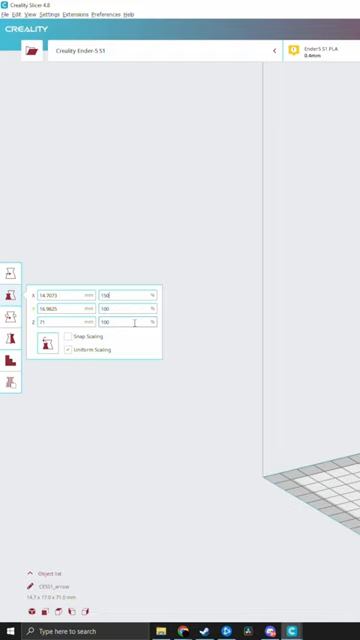 Creality Slicer 4.8
File Edit View Settings Extensions Preferences Help
CREALITY
Creality Ender-5 S1
Ender5 S1 PLA
0.4mm
X 14.7073 mm 150 %
Y 16.9825 mm 100 %
Z 71 mm 100 %
Snap Scaling
Uniform Scaling
Object list
CE5S1_arrow
14.7 x 17.0 x 71.0 mm
Type here to search